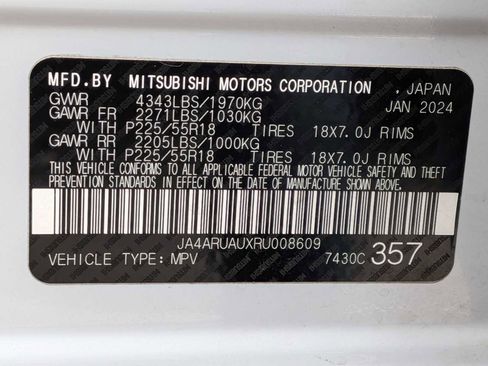 MFD.BY MITSUBISHI MOTORS CORPORATION , JAPAN
GVWR 4343LBS/1970KG JAN 2024
GAWR FR 2271LBS/1030KG
WITH P225/55R18 TIRES 18X7.0J RIMS
GAWR RR 2205LBS/1000KG
WITH P225/55R18 TIRES 18X7.0J RIMS
THIS VEHICLE CONFORMS TO ALL APPLICABLE FEDERAL MOTOR VEHICLE SAFETY AND THEFT
PREVENTION STANDARDS IN EFFECT ON THE DATE OF MANUFACTURE SHOWN ABOVE.
JA4ARUAUXRU008609
VEHICLE TYPE: MPV 7430C 357